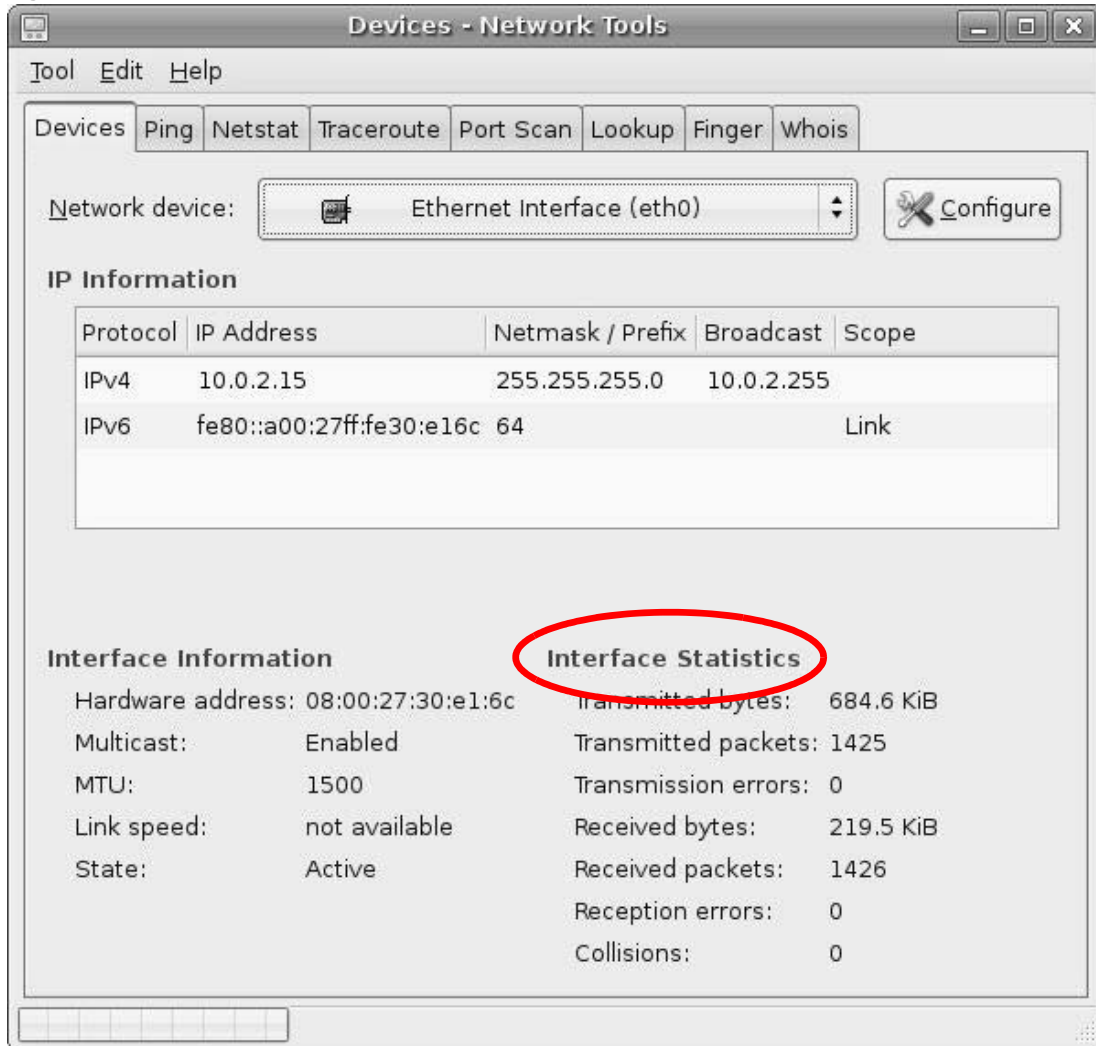 Devices - Network Tools
Tool Edit Help
Devices Ping Netstat Traceroute Port Scan Lookup Finger Whois
Network device: Ethernet Interface (eth0) Configure
IP Information
Protocol IP Address Netmask / Prefix Broadcast Scope
IPv4 10.0.2.15 255.255.255.0 10.0.2.255
IPv6 fe80::a00:27ff:fe30:e16c 64 Link
Interface Information
Hardware address: 08:00:27:30:e1:6c
Multicast: Enabled
MTU: 1500
Link speed: not available
State: Active
Interface Statistics
Transmitted bytes: 684.6 KiB
Transmitted packets: 1425
Transmission errors: 0
Received bytes: 219.5 KiB
Received packets: 1426
Reception errors: 0
Collisions: 0